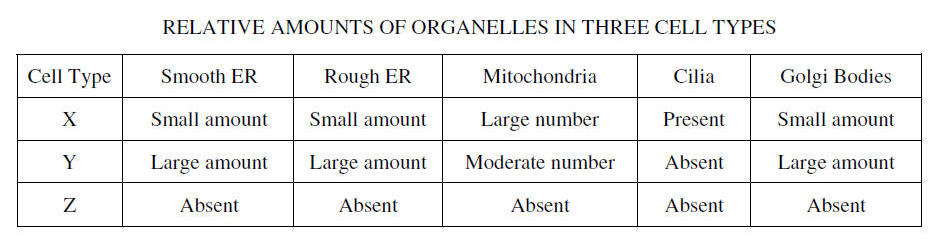 RELATIVE AMOUNTS OF ORGANELLES IN THREE CELL TYPES
Cell Type Smooth ER Rough ER Mitochondria Cilia Golgi Bodies
X Small amount Small amount Large number Present Small amount
Y Large amount Large amount Moderate number Absent Large amount
Z Absent Absent Absent Absent Absent